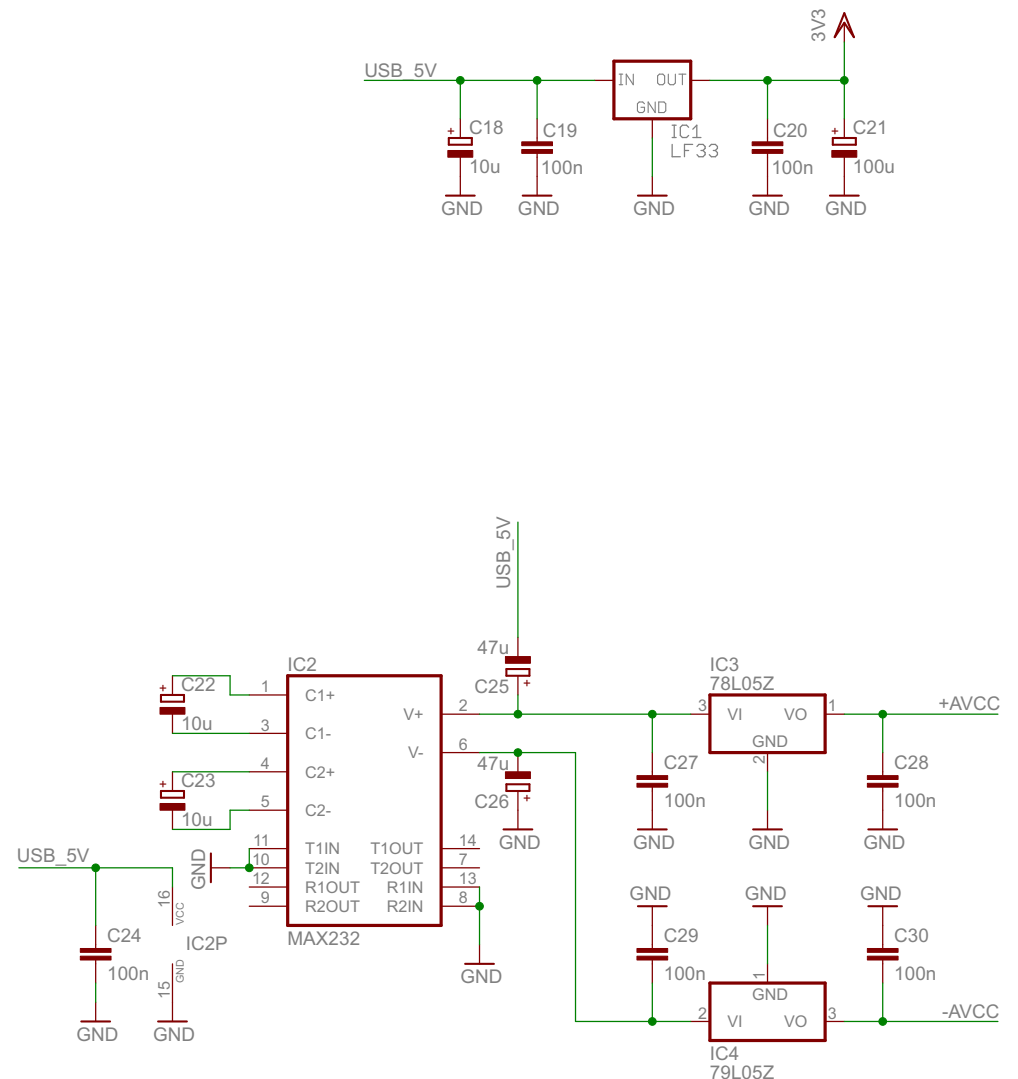 3V3
USB_5V
IN OUT
GND
IC1
LF33
+
C18
10u
C19
100n
C20
100n
+
C21
100u
GND
GND
GND
GND
GND
USB_5V
47u
C25
+
IC2
+
C22
10u
1
3
C1+
C1-
+
C23
10u
4
5
C2+
C2-
V+
2
V-
6
47u
C26
+
GND
IC3
78L05Z
3
VI VO
1
GND
2
+AVCC
C27
100n
C28
100n
GND
GND
GND
GND
11
10
12
9
T1IN
T2IN
R1OUT
R2OUT
T1OUT
T2OUT
R1IN
R2IN
14
7
13
8
MAX232
GND
USB_5V
C24
100n
16
VCC
IC2P
15
GND
GND
GND
GND
GND
GND
C29
100n
C30
100n
1
GND
2
VI VO
3
-AVCC
IC4
79L05Z